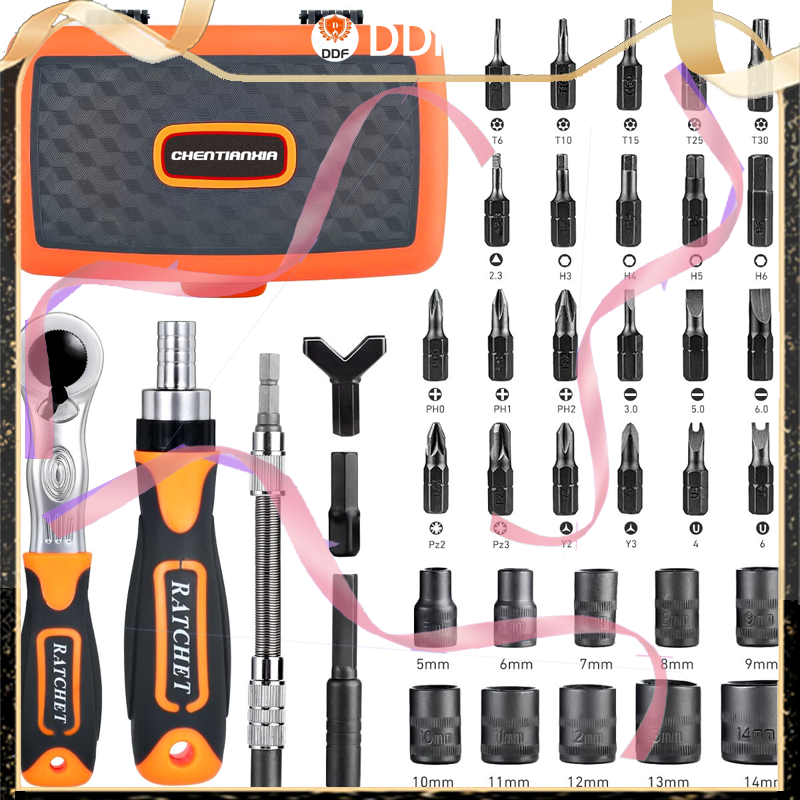 DDF
DDF
CHENTIANXIA
T6 T10 T15 T25 T30
2.3 H3 H4 H5 H6
PH0 PH1 PH2 3.0 5.0 6.0
Pz2 Pz3 Y2 Y3 4 6
RATCHET
RATCHET
5mm 6mm 7mm 8mm 9mm
10mm 11mm 12mm 13mm 14mm